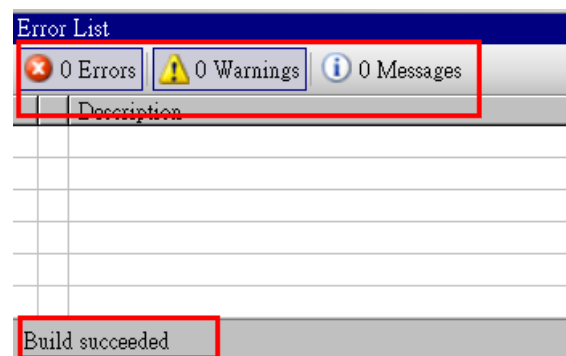 Error List
0 Errors 0 Warnings 0 Messages
Description
Build succeeded